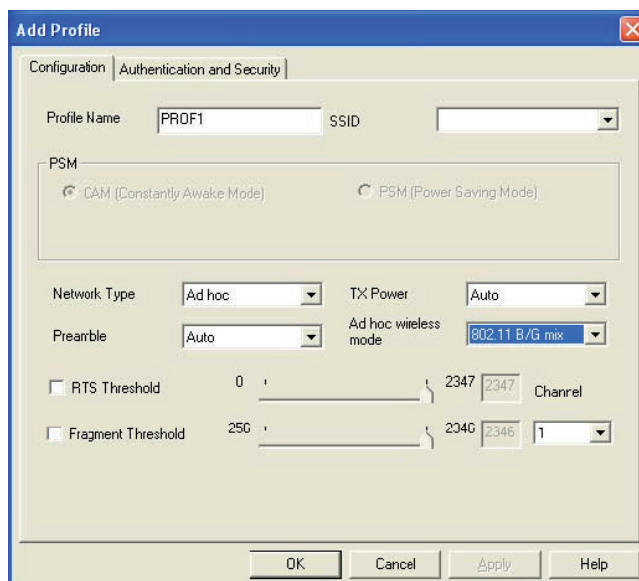 Add Profile
Configuration Authentication and Security
Profile Name PROF1 SSID
PSM
CAM (Constantly Awake Mode) PSM (Power Saving Mode)
Network Type Ad hoc TX Power Auto
Preamble Auto Ad hoc wireless mode 802.11 B/G mix
RTS Threshold 0 2347 2347 Channel
Fragment Threshold 256 2346 2346 1
OK Cancel Apply Help